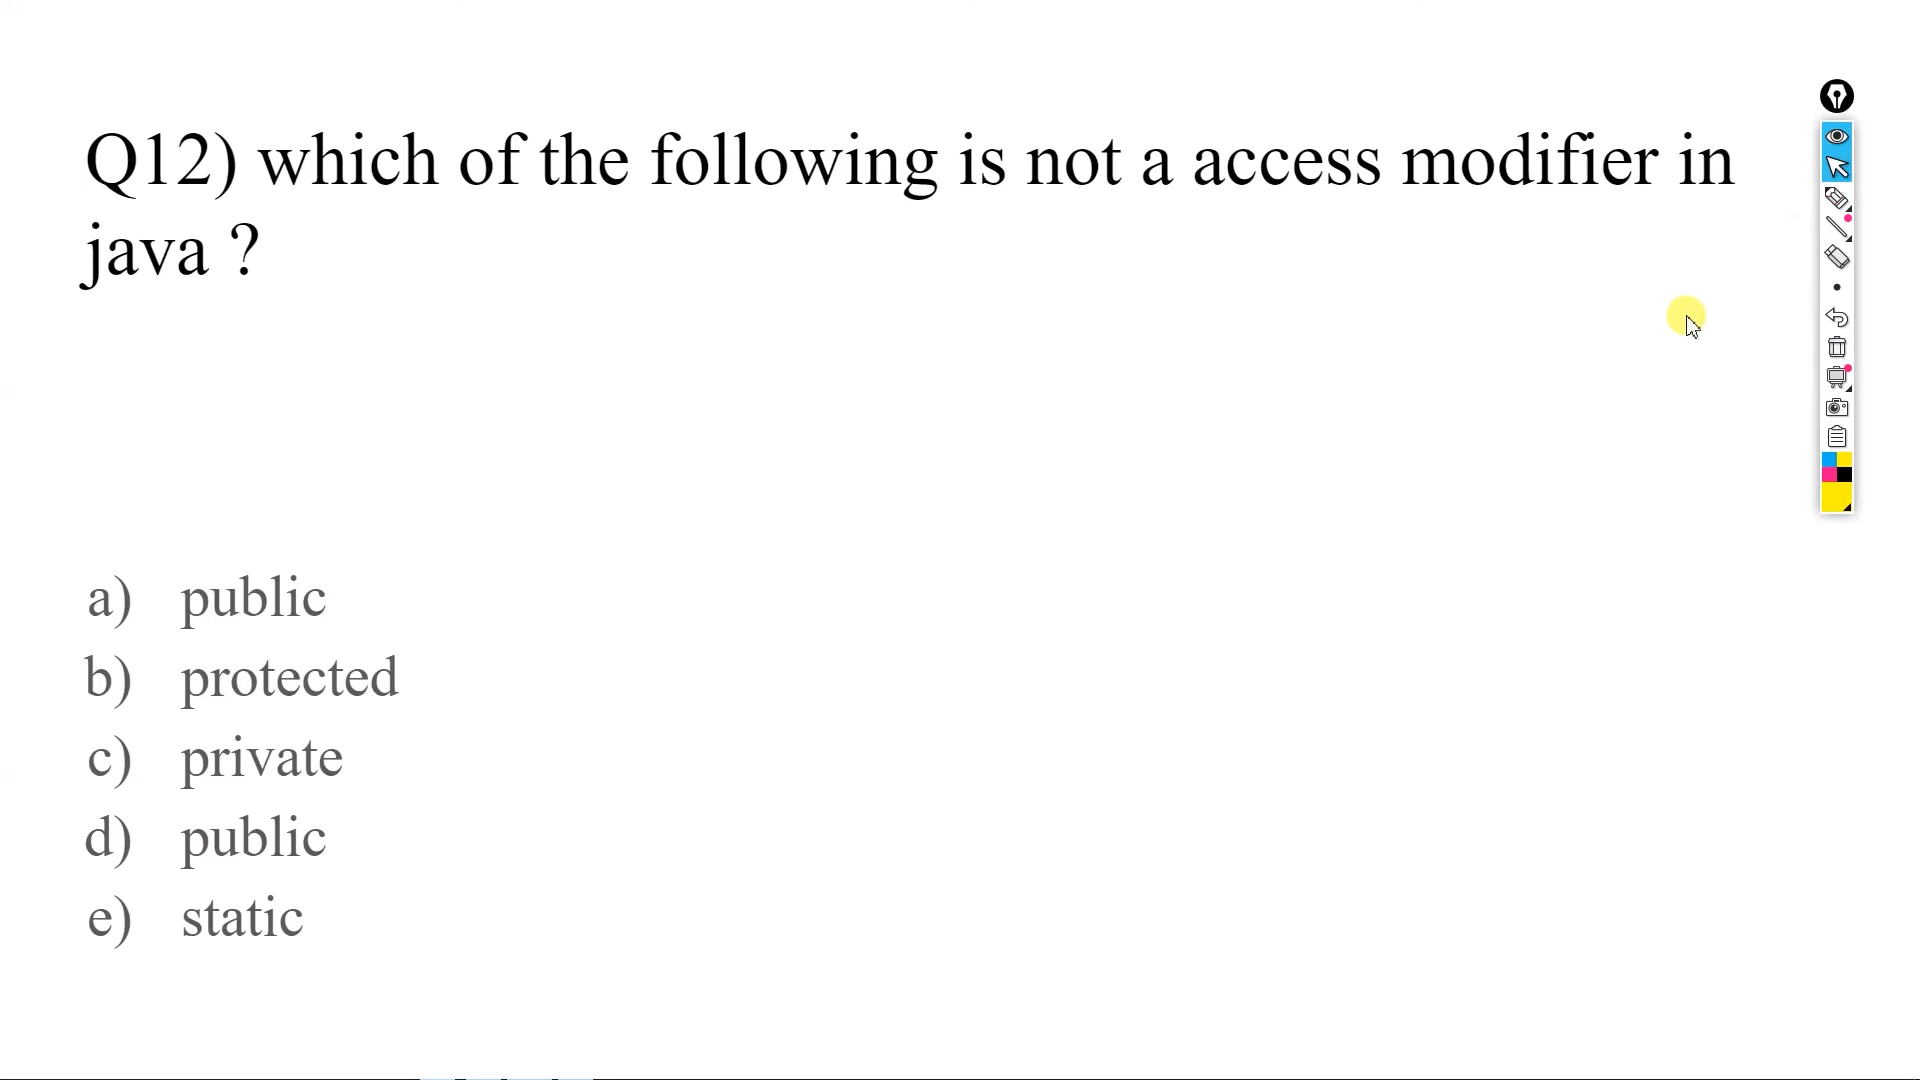 Q12) which of the following is not a access modifier in
java ?
a) public
b) protected
c) private
d) public
e) static